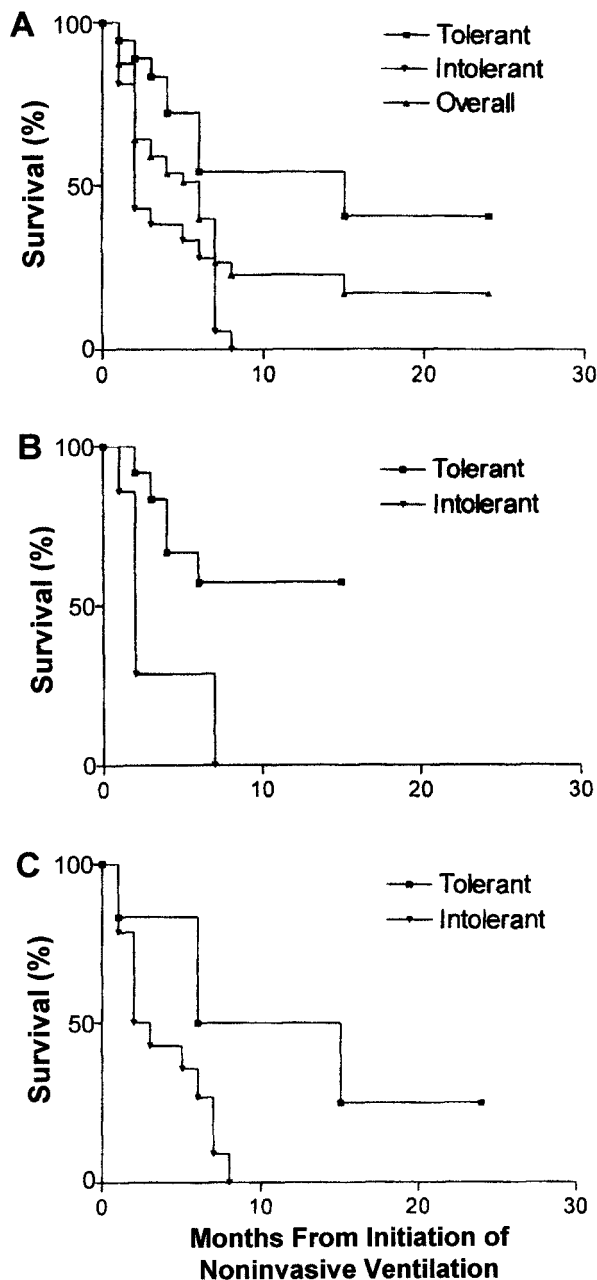 A
100
50
0
Survival (%)
Tolerant
Intolerant
Overall
0 10 20 30
B
100
50
0
Survival (%)
Tolerant
Intolerant
0 10 20 30
C
100
50
0
Survival (%)
Tolerant
Intolerant
0 10 20 30
Months From Initiation of
Noninvasive Ventilation